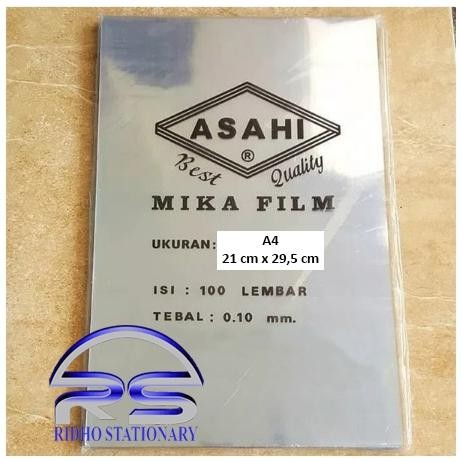 ASAHI
®
Best Quality
MIKA FILM
UKURAN: A4
21 cm x 29,5 cm
ISI : 100 LEMBAR
TEBAL : 0.10 mm.
RS
RIDHO STATIONARY